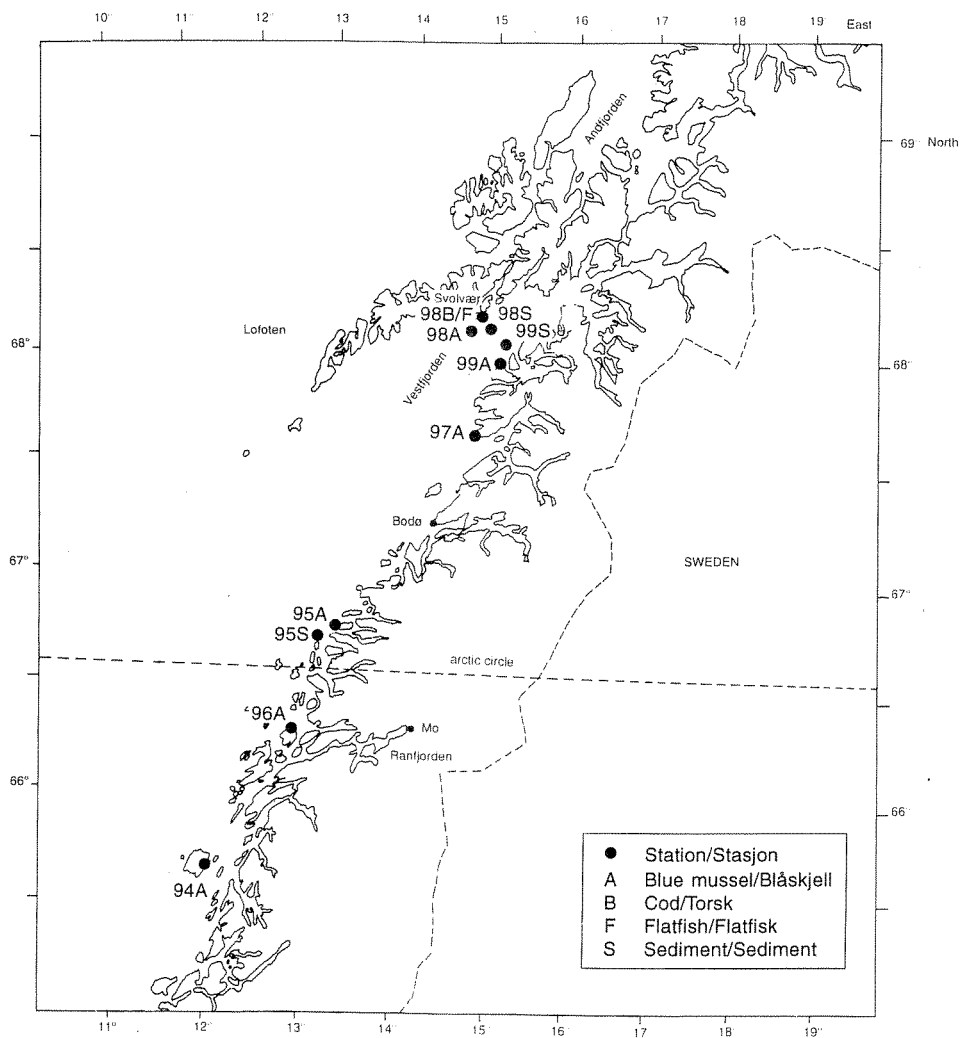 10° 11 12° 13 14 15 16 17 18 19° East
Andfjorden
69° North
Svolvær
98B/F 98S
Lofoten
98A 99S
68°
99A
68°
Vestfjorden
97A
Bodø
67°
SWEDEN
67°
95A
95S
arctic circle
96A
Mo
Ranfjorden
66°
66°
94A
● Station/Stasjon
A Blue mussel/Blåskjell
B Cod/Torsk
F Flatfish/Flatfisk
S Sediment/Sediment
11° 12° 13° 14 15 16 17 18 19°